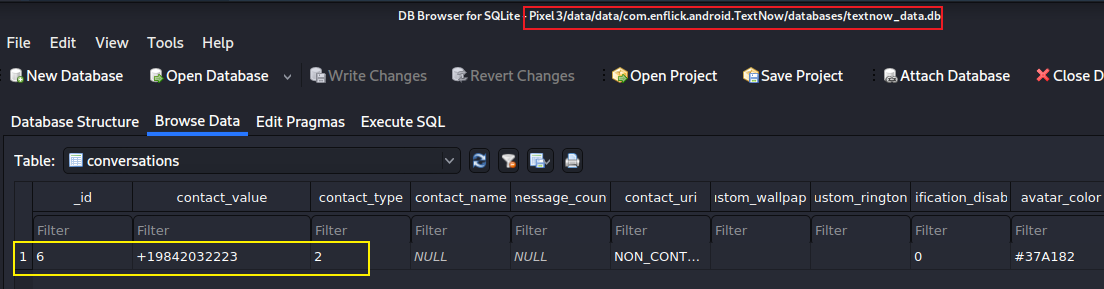 DB Browser for SQLite - Pixel 3/data/data/com.enflick.android.TextNow/databases/textnow_data.db
File Edit View Tools Help
New Database Open Database Write Changes Revert Changes Open Project Save Project Attach Database Close D
Database Structure Browse Data Edit Pragmas Execute SQL
Table: conversations
_id contact_value contact_type contact_name message_coun contact_uri ustom_wallpap ustom_rington ification_disab avatar_color
Filter Filter Filter Filter Filter Filter Filter Filter Filter Filter
1 6 +19842032223 2 NULL NULL NON_CONT... 0 #37A182